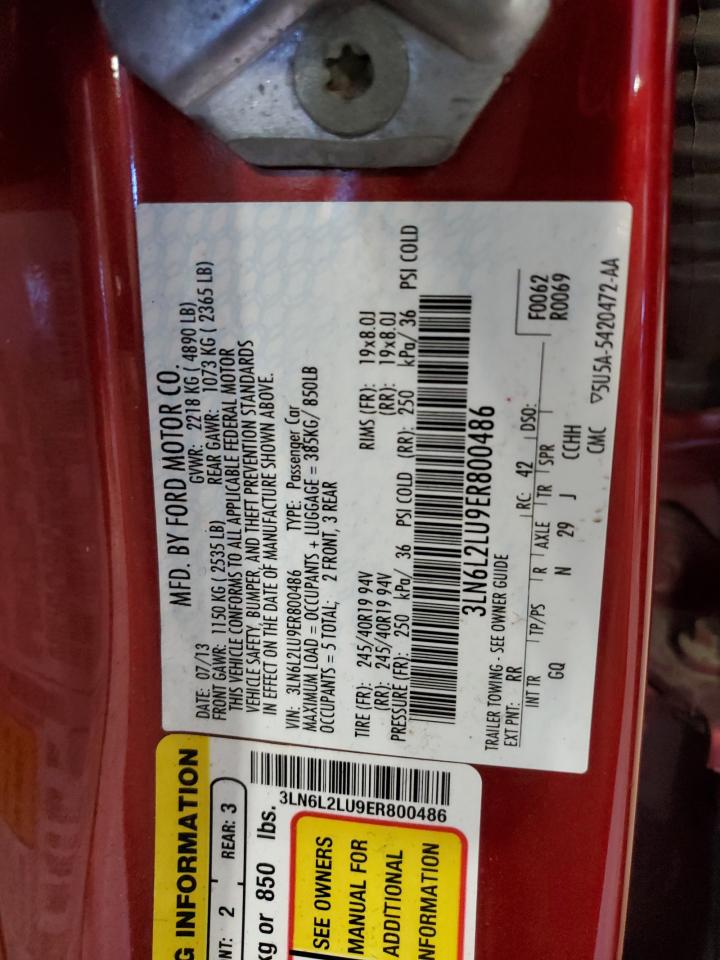 MFD. BY FORD MOTOR CO.
DATE: 07/13 GVWR: 2218 KG ( 4890 LB)
FRONT GAWR: 1150 KG ( 2535 LB) REAR GAWR: 1073 KG ( 2365 LB)
THIS VEHICLE CONFORMS TO ALL APPLICABLE FEDERAL MOTOR
VEHICLE SAFETY, BUMPER, AND THEFT PREVENTION STANDARDS
IN EFFECT ON THE DATE OF MANUFACTURE SHOWN ABOVE.
VIN: 3LN6L2LU9ER800486 TYPE: Passenger Car
MAXIMUM LOAD = OCCUPANTS + LUGGAGE = 385KG/ 850LB
OCCUPANTS = 5 TOTAL; 2 FRONT, 3 REAR
TIRE (FR): 245/40R19 94V RIMS (FR): 19x8.0J
(RR): 245/40R19 94V (RR): 19x8.0J
PRESSURE (FR): 250 kPa/ 36 PSI COLD (RR): 250 kPa/ 36 PSI COLD
3LN6L2LU9ER800486
TRAILER TOWING - SEE OWNER GUIDE
EXT PNT: RR RC: 42 DSO: F0062
R0069
INT TR TP/PS R AXLE TR SPR
GQ N 29 J CCHH
CMC ▽5U5A-5420472-AA
G INFORMATION
NT: 2 REAR: 3
kg or 850 lbs.
3LN6L2LU9ER800486
SEE OWNERS
MANUAL FOR
ADDITIONAL
NFORMATION